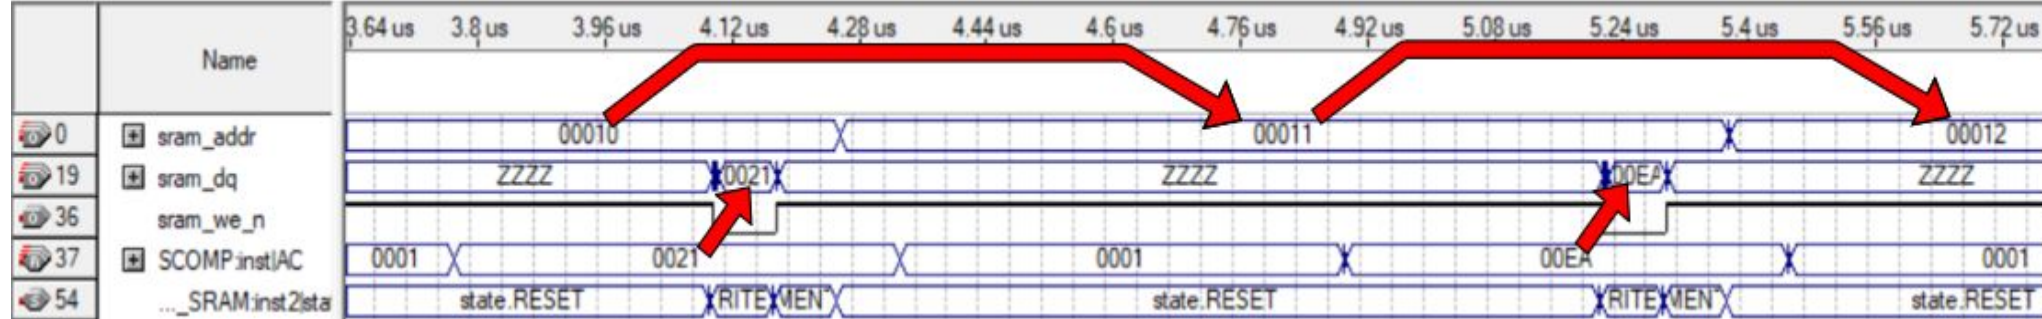 3.64 us 3.8 us 3.96 us 4.12 us 4.28 us 4.44 us 4.6 us 4.76 us 4.92 us 5.08 us 5.24 us 5.4 us 5.56 us 5.72 us
Name
0 sram_addr 00010 00011 00012
19 sram_dq ZZZZ 0021 ZZZZ 00EA ZZZZ
36 sram_we_n
37 SCOMP:inst|AC 0001 0021 0001 00EA 0001
54 ..._SRAM:inst2|sta state.RESET RITE MEN state.RESET RITE MEN state.RESET